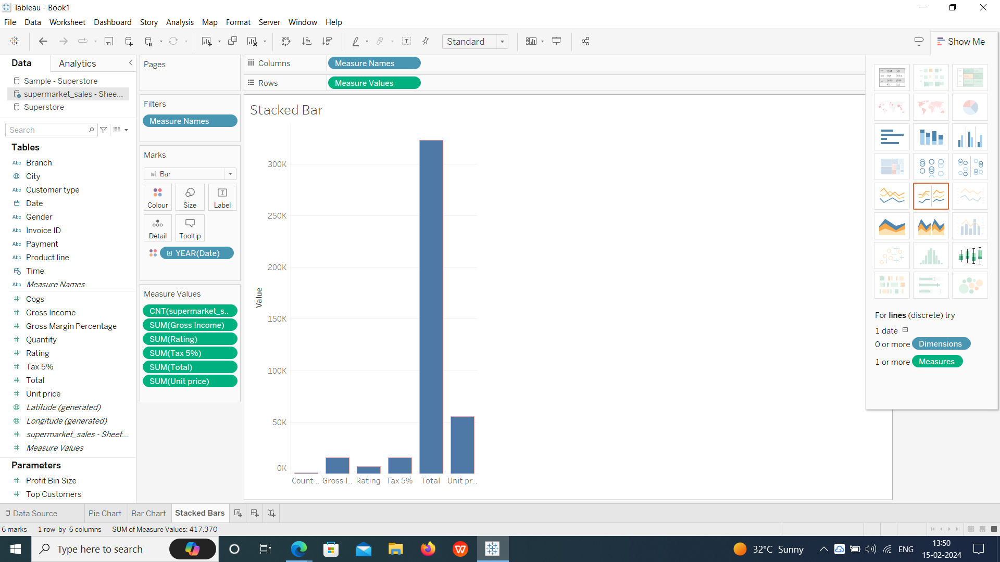 Tableau - Book1
File Data Worksheet Dashboard Story Analysis Map Format Server Window Help
Standard
Show Me
Data
Analytics
Sample - Superstore
supermarket_sales - Shee...
Superstore
Search
Tables
Abc Branch
City
Abc Customer type
Date
Abc Gender
Abc Invoice ID
Abc Payment
Abc Product line
Time
Abc Measure Names
# Cogs
# Gross Income
# Gross Margin Percentage
# Quantity
# Rating
# Tax 5%
# Total
# Unit price
Latitude (generated)
Longitude (generated)
# supermarket_sales - Sheet...
# Measure Values
Parameters
# Profit Bin Size
# Top Customers
Pages
Filters
Measure Names
Marks
Bar
Colour Size Label
Detail Tooltip
YEAR(Date)
Measure Values
CNT(supermarket_s..
SUM(Gross Income)
SUM(Rating)
SUM(Tax 5%)
SUM(Total)
SUM(Unit price)
Columns Measure Names
Rows Measure Values
Stacked Bar
300K
250K
200K
150K
100K
50K
0K
Value
Count .. Gross I.. Rating Tax 5% Total Unit pr..
For lines (discrete) try
1 date
0 or more Dimensions
1 or more Measures
Data Source Pie Chart Bar Chart Stacked Bars
6 marks 1 row by 6 columns SUM of Measure Values: 417,370
Type here to search
32°C Sunny
ENG
13:50
15-02-2024